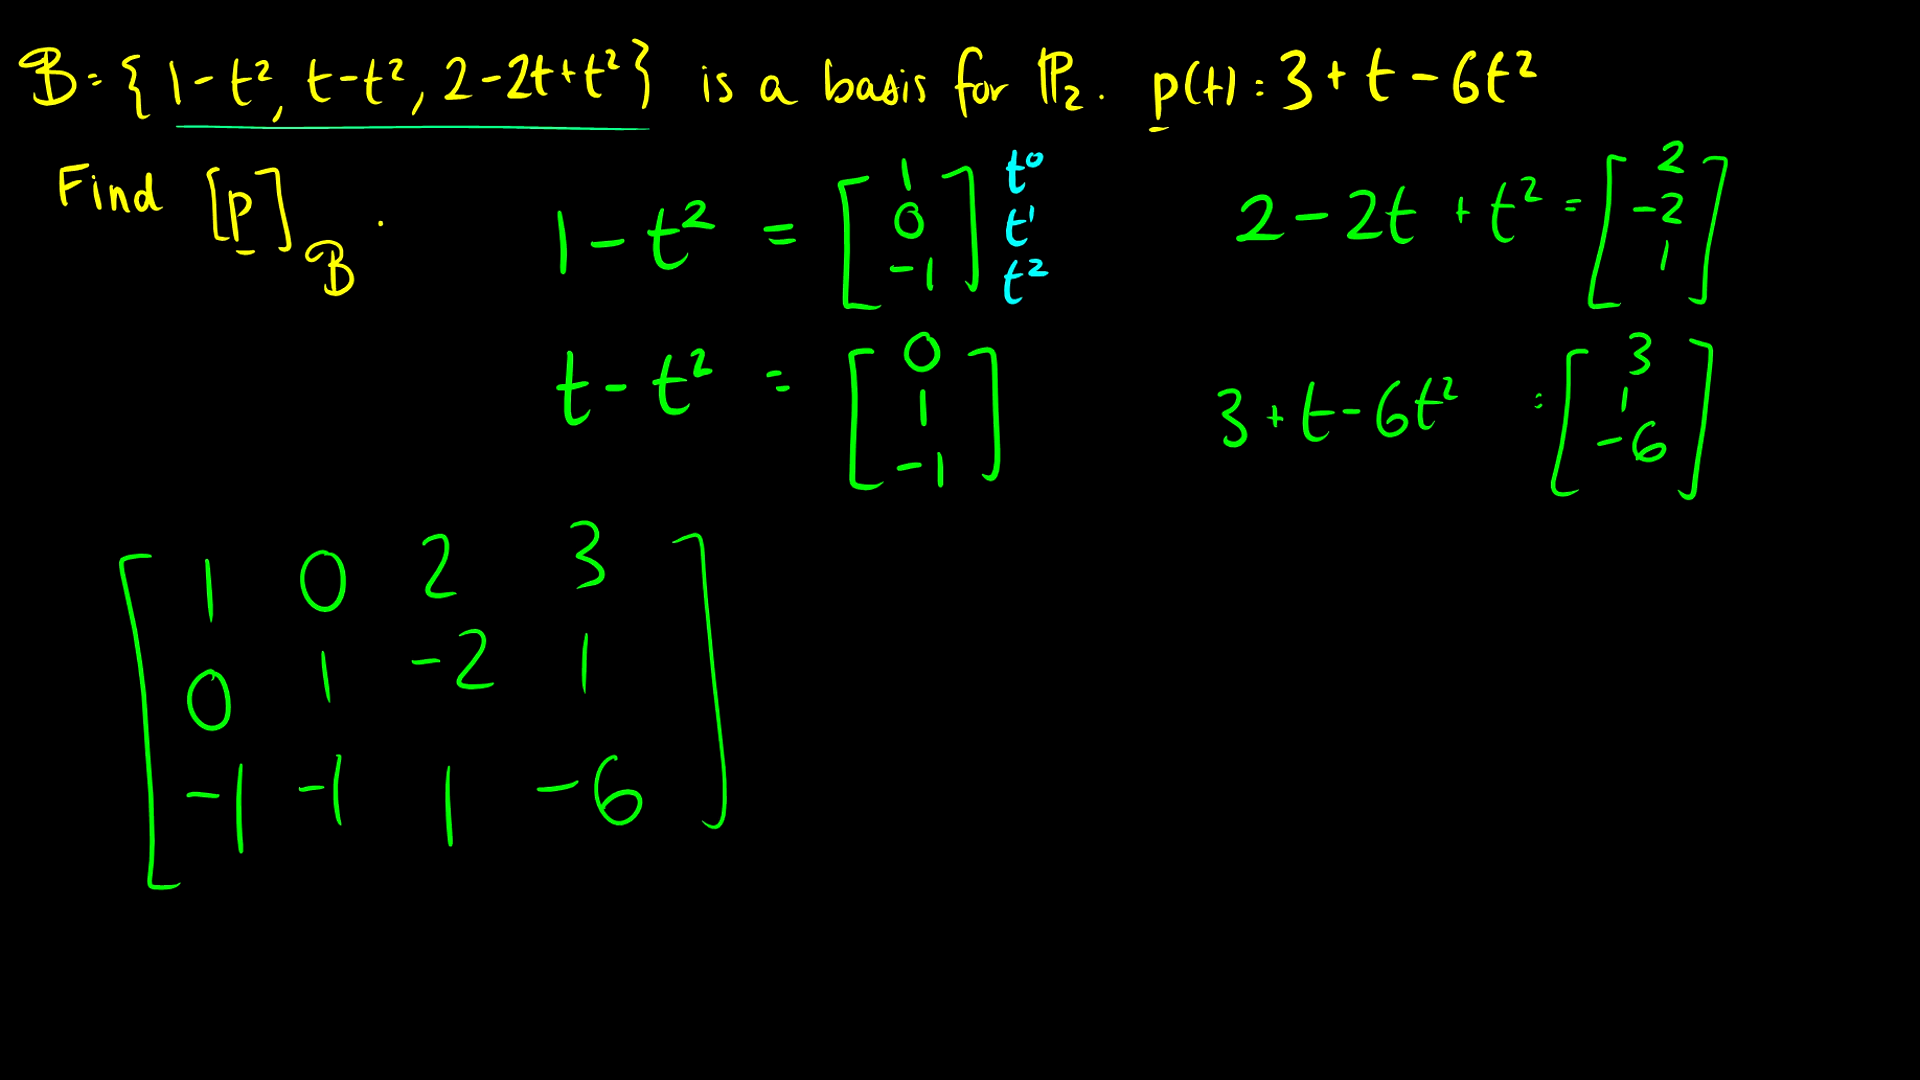 B = { 1 - t², t - t², 2 - 2t + t² } is a basis for ℙ₂. p(t) = 3 + t - 6t²
Find [p]_B .
1 - t² = [ 1 0 -1 ] t⁰ t¹ t²
2 - 2t + t² = [ 2 -2 1 ]
t - t² = [ 0 1 -1 ]
3 + t - 6t² = [ 3 1 -6 ]
1 0 2 3
0 1 -2 1
-1 -1 1 -6